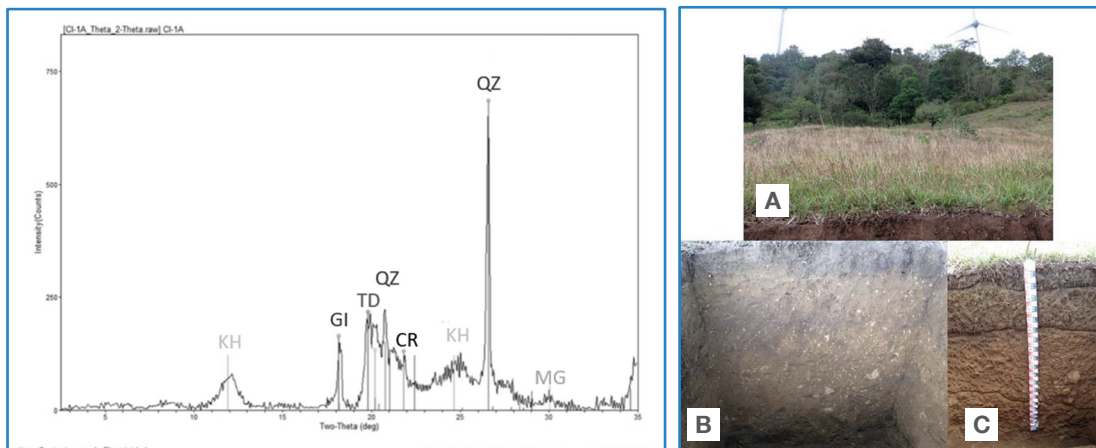 [CI-1A_Theta_2-Theta.raw] CI-1A
750
500
250
0
Intensity(Counts)
QZ
QZ
TD
GI
CR
KH
KH
MG
5
10
15
20
25
30
35
Two-Theta (deg)
A
B
C